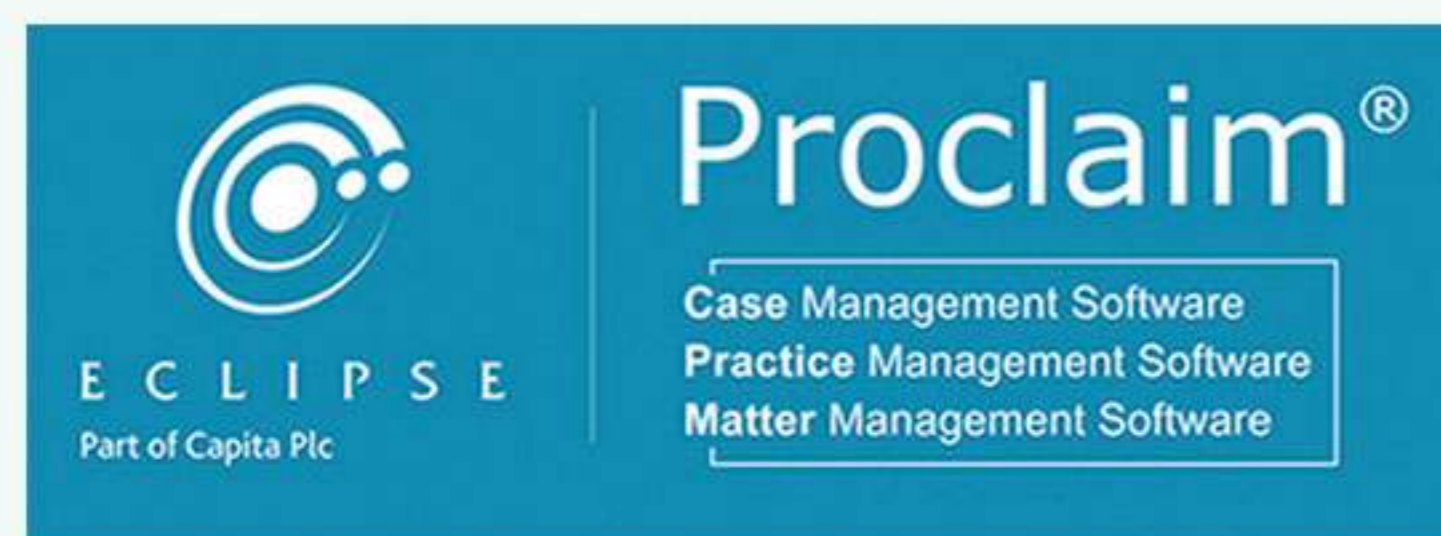 ECLIPSE
Part of Capita Plc
Proclaim®
Case Management Software
Practice Management Software
Matter Management Software